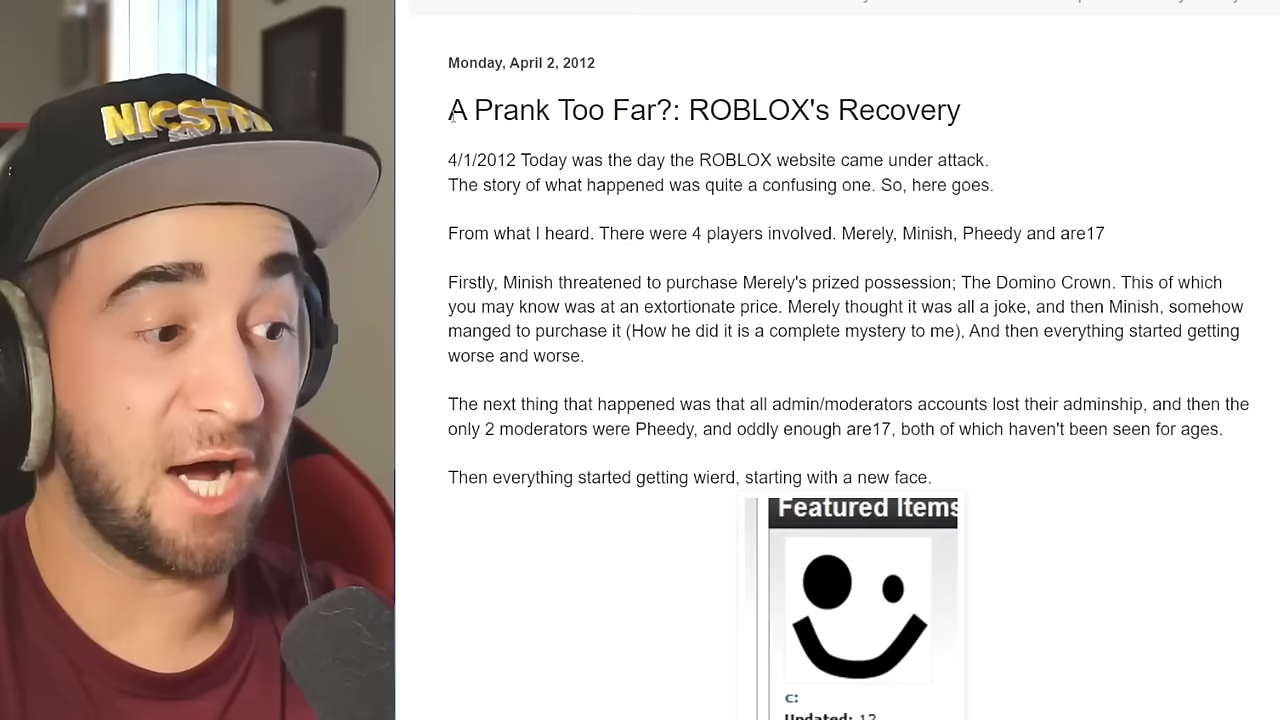 NICSTER
Monday, April 2, 2012
A Prank Too Far?: ROBLOX's Recovery
4/1/2012 Today was the day the ROBLOX website came under attack.
The story of what happened was quite a confusing one. So, here goes.
From what I heard. There were 4 players involved. Merely, Minish, Pheedy and are17
Firstly, Minish threatened to purchase Merely's prized possession; The Domino Crown. This of which
you may know was at an extortionate price. Merely thought it was all a joke, and then Minish, somehow
manged to purchase it (How he did it is a complete mystery to me), And then everything started getting
worse and worse.
The next thing that happened was that all admin/moderators accounts lost their adminship, and then the
only 2 moderators were Pheedy, and oddly enough are17, both of which haven't been seen for ages.
Then everything started getting wierd, starting with a new face.
Featured Items
c:
Updated: 12